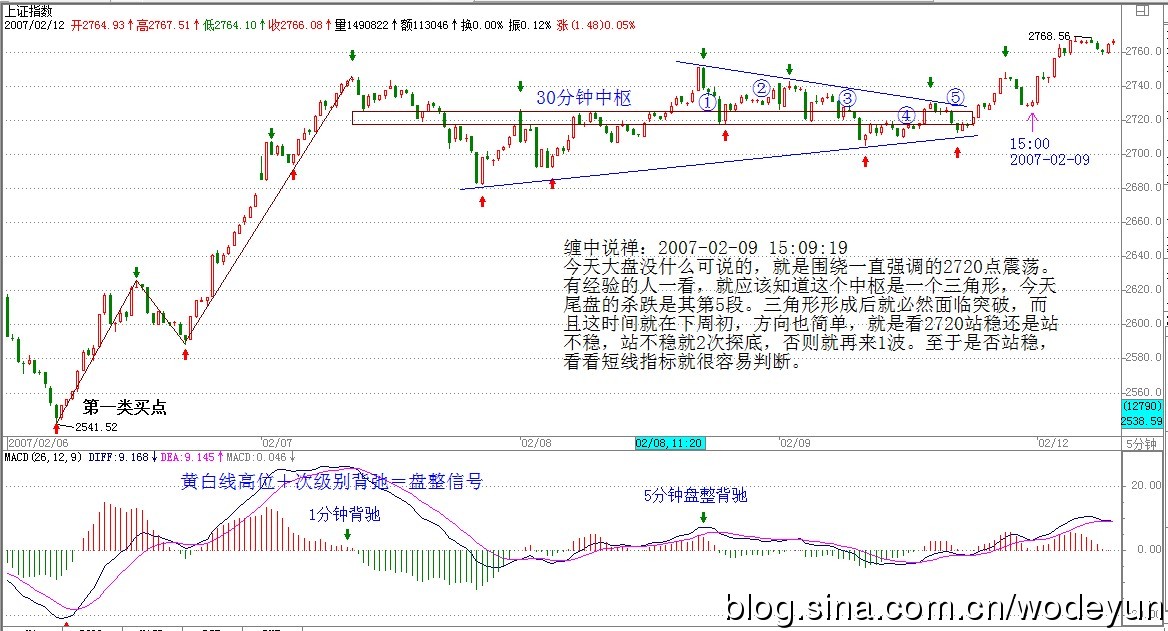 上证指数
2007/02/12 开2764.93↑高2767.51↑低2764.10↑收2766.08↑量1490822↑额113046↑换0.00% 振0.12% 涨(1.48)0.05%
2768.56
2760.00
2740.00
30分钟中枢
① ② ③ ④ ⑤
2720.00
15:00
2007-02-09
2700.00
2680.00
2660.00
2640.00
2620.00
2600.00
2580.00
2560.00
缠中说禅：2007-02-09 15:09:19
今天大盘没什么可说的，就是围绕一直强调的2720点震荡。
有经验的人一看，就应该知道这个中枢是一个三角形，今天
尾盘的杀跌是其第5段。三角形形成后就必然面临突破，而
且这时间就在下周初，方向也简单，就是看2720站稳还是站
不稳，站不稳就2次探底，否则就再来1波。至于是否站稳，
看看短线指标就很容易判断。
第一类买点
2541.52
(12790)
2538.59
2007/02/06 02/07 02/08 02/08,11:20 02/09 02/12 5分钟
MACD(26,12,9) DIFF:9.168↓ DEA:9.145↑ MACD:0.046↓
黄白线高位＋次级别背弛＝盘整信号
1分钟背驰
5分钟盘整背驰
20.00
0.00
blog.sina.com.cn/wodeyun